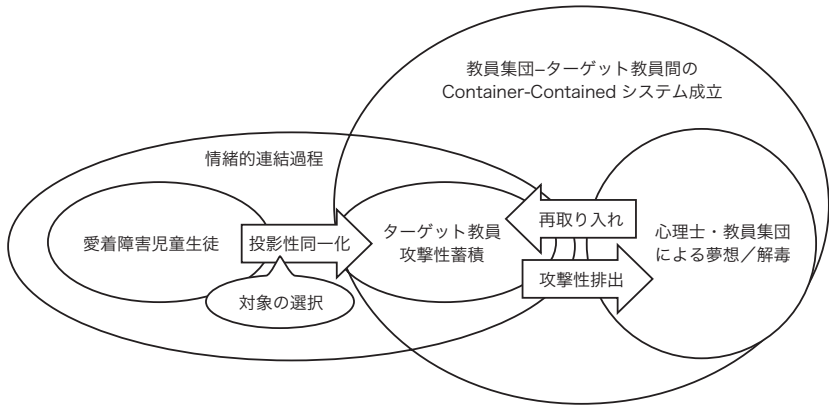 教員集団–ターゲット教員間の
Container-Contained システム成立
情緒的連結過程
愛着障害児童生徒
投影性同一化
対象の選択
ターゲット教員
攻撃性蓄積
再取り入れ
攻撃性排出
心理士・教員集団
による夢想／解毒